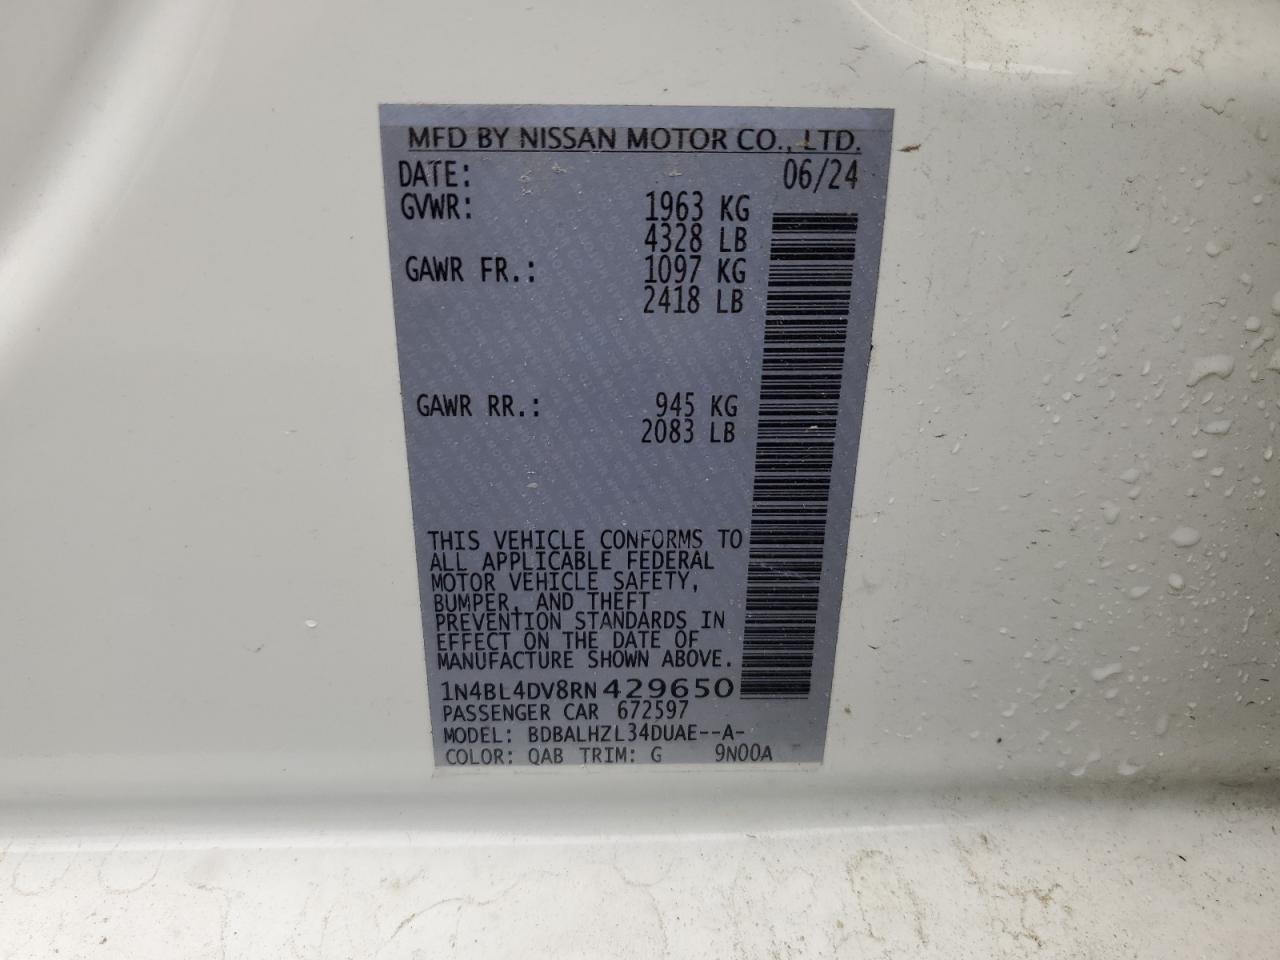 MFD BY NISSAN MOTOR CO., LTD.
DATE: 06/24
GVWR: 1963 KG
4328 LB
GAWR FR.: 1097 KG
2418 LB
GAWR RR.: 945 KG
2083 LB
THIS VEHICLE CONFORMS TO
ALL APPLICABLE FEDERAL
MOTOR VEHICLE SAFETY,
BUMPER, AND THEFT
PREVENTION STANDARDS IN
EFFECT ON THE DATE OF
MANUFACTURE SHOWN ABOVE.
1N4BL4DV8RN429650
PASSENGER CAR 672597
MODEL: BDBALHZL34DUAE--A-
COLOR: QAB TRIM: G 9N00A